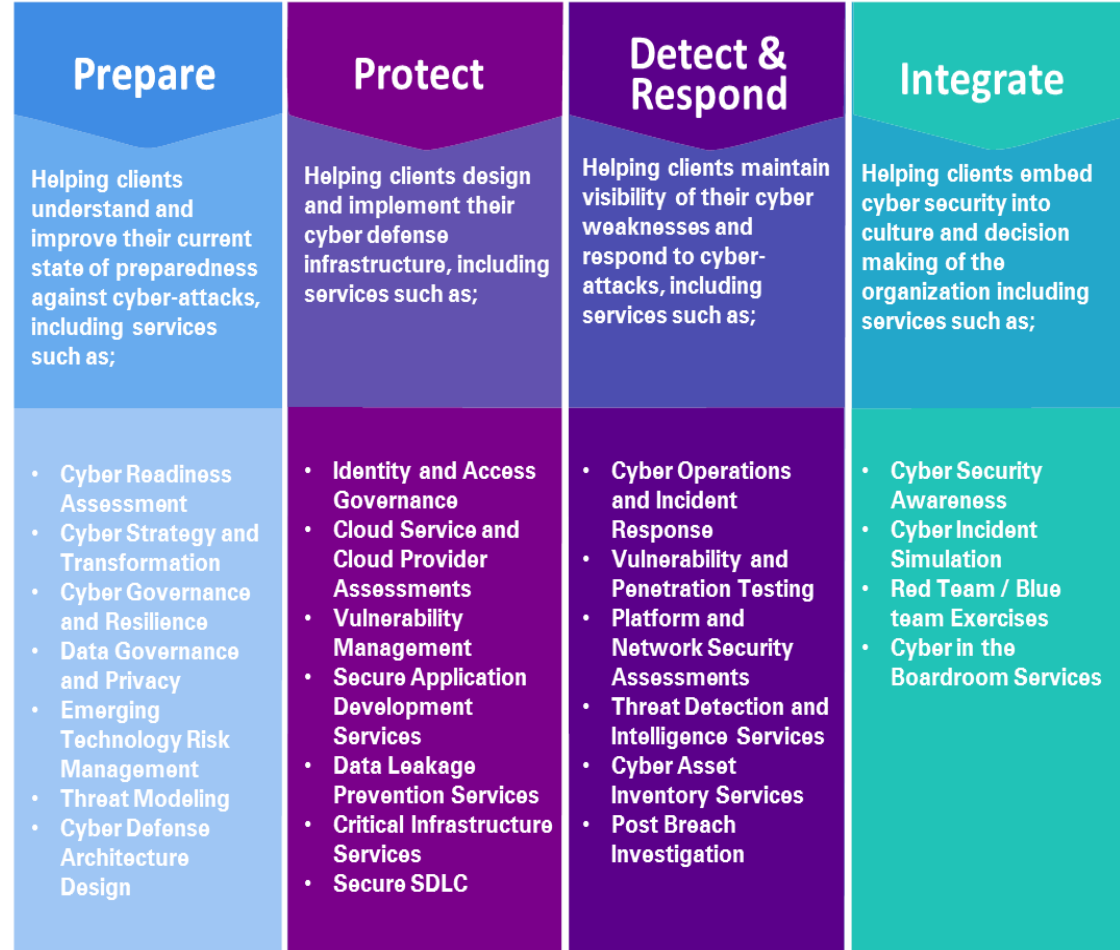 Prepare
Helping clients
understand and
improve their current
state of preparedness
against cyber-attacks,
including services
such as;
• Cyber Readiness
Assessment
• Cyber Strategy and
Transformation
• Cyber Governance
and Resilience
• Data Governance
and Privacy
• Emerging
Technology Risk
Management
• Threat Modeling
• Cyber Defense
Architecture
Design
Protect
Helping clients design
and implement their
cyber defense
infrastructure, including
services such as;
• Identity and Access
Governance
• Cloud Service and
Cloud Provider
Assessments
• Vulnerability
Management
• Secure Application
Development
Services
• Data Leakage
Prevention Services
• Critical Infrastructure
Services
• Secure SDLC
Detect &
Respond
Helping clients maintain
visibility of their cyber
weaknesses and
respond to cyber-
attacks, including
services such as;
• Cyber Operations
and Incident
Response
• Vulnerability and
Penetration Testing
• Platform and
Network Security
Assessments
• Threat Detection and
Intelligence Services
• Cyber Asset
Inventory Services
• Post Breach
Investigation
Integrate
Helping clients embed
cyber security into
culture and decision
making of the
organization including
services such as;
• Cyber Security
Awareness
• Cyber Incident
Simulation
• Red Team / Blue
team Exercises
• Cyber in the
Boardroom Services